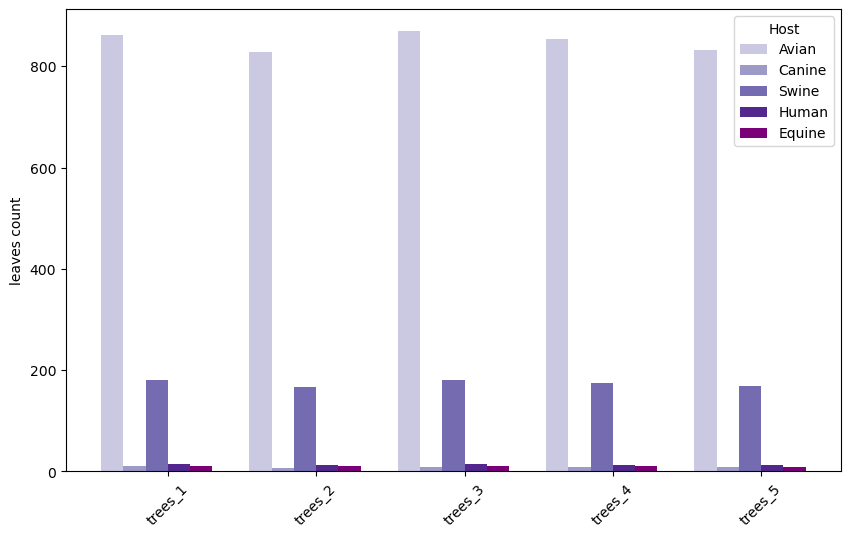 Host
Avian
Canine
Swine
Human
Equine
leaves count
800
600
400
200
0
trees_1
trees_2
trees_3
trees_4
trees_5